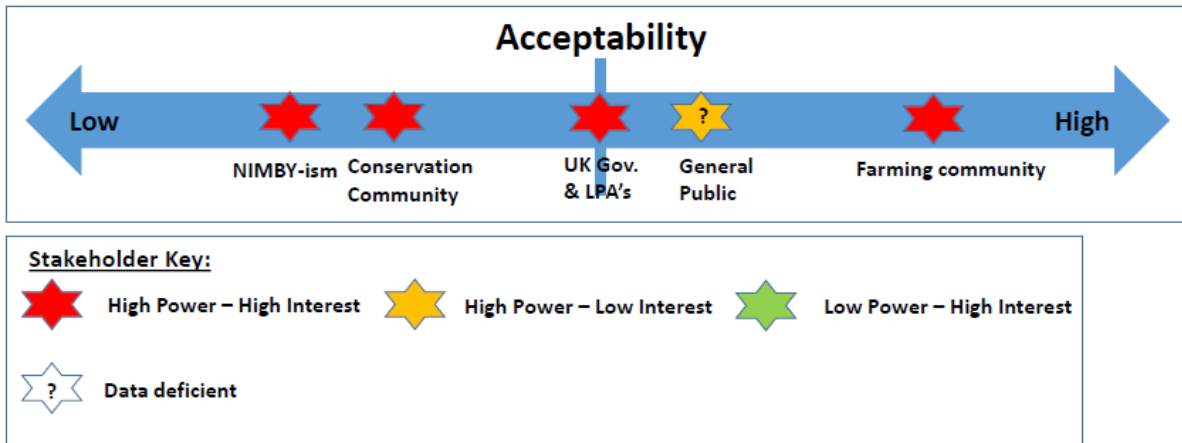 Acceptability
Low
High
NIMBY-ism
Conservation
Community
UK Gov.
& LPA's
?
General
Public
Farming community
Stakeholder Key:
High Power – High Interest
High Power – Low Interest
Low Power – High Interest
?
Data deficient